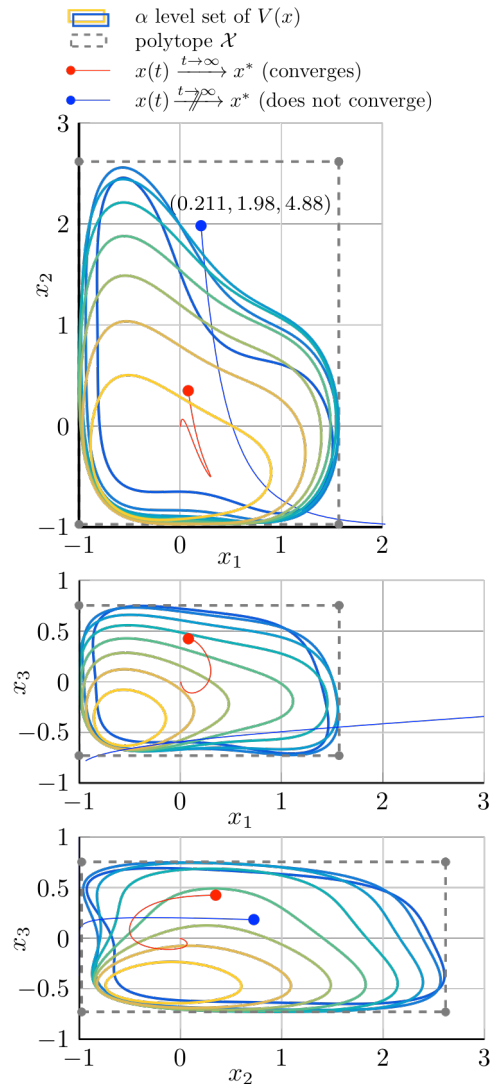 α level set of V(x)
polytope 𝒳
x(t) —t→∞→ x* (converges)
x(t) —t→∞↛ x* (does not converge)
3
(0.211, 1.98, 4.88)
2
x₂
1
0
−1
−1 0 1 2
x₁
1
0.5
x₃
0
−0.5
−1
−1 0 1 2 3
x₁
1
0.5
x₃
0
−0.5
−1
−1 0 1 2 3
x₂